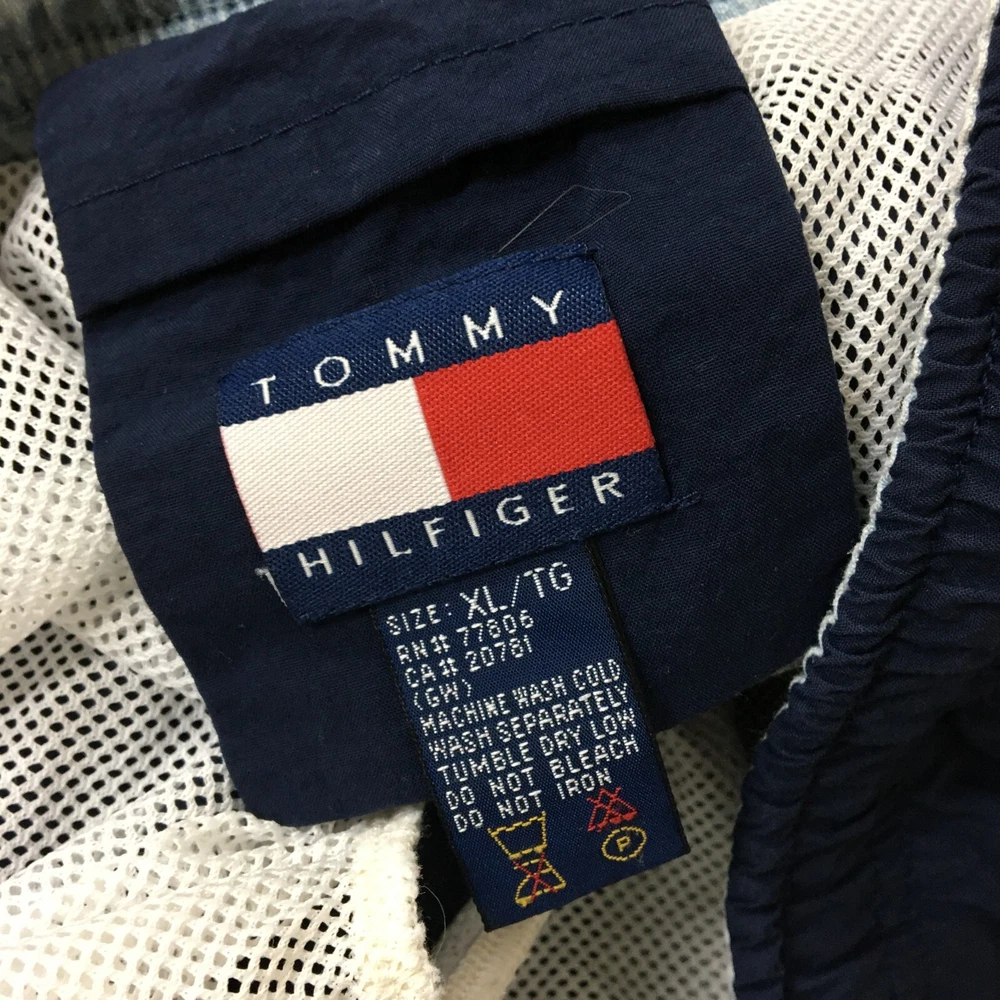 TOMMY
HILFIGER
SIZE: XL/TG
RN# 77806
CA# 20781
(GW)
MACHINE WASH COLD
WASH SEPARATELY
TUMBLE DRY LOW
DO NOT BLEACH
DO NOT IRON
P